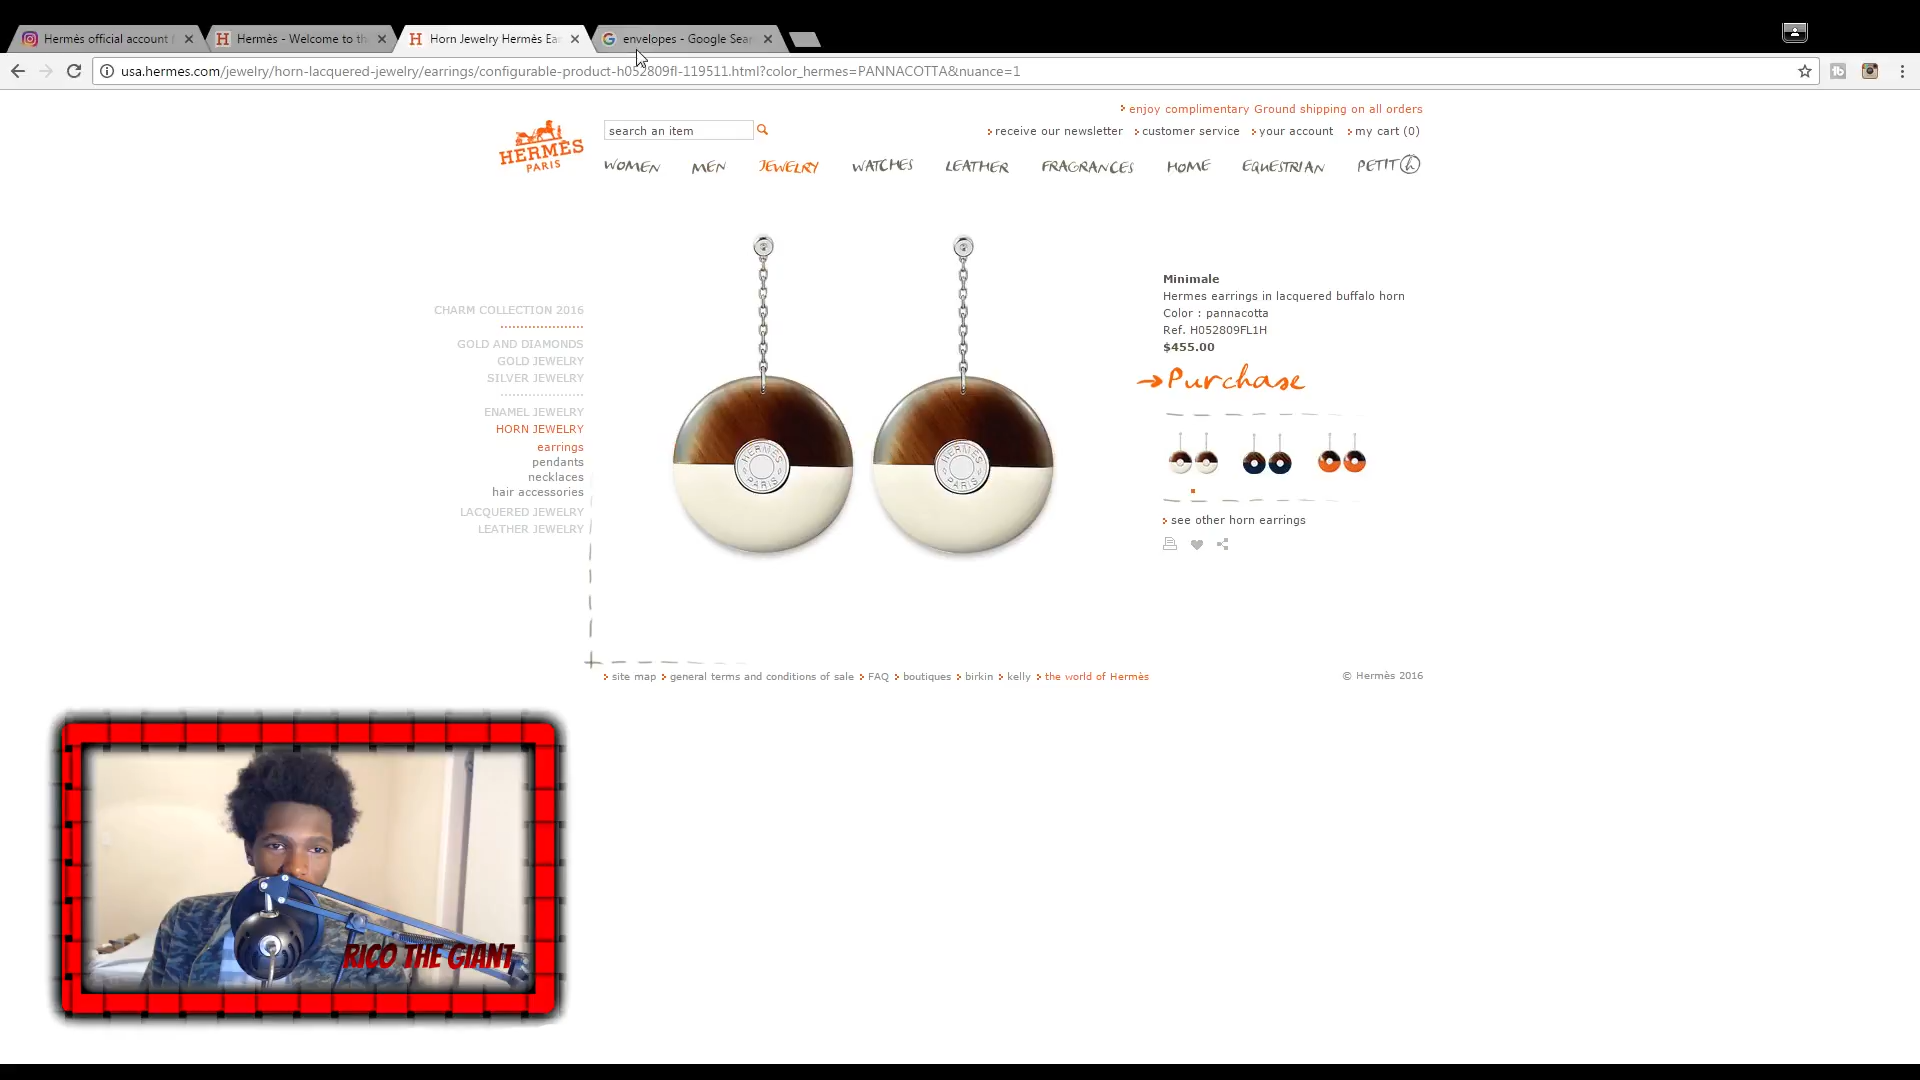 Hermès official account
Hermès - Welcome to th
Horn Jewelry Hermès Ea
envelopes - Google Sear
usa.hermes.com/jewelry/horn-lacquered-jewelry/earrings/configurable-product-h052809fl-119511.html?color_hermes=PANNACOTTA&nuance=1
enjoy complimentary Ground shipping on all orders
search an item
receive our newsletter customer service your account my cart (0)
HERMÈS
PARIS
WOMEN MEN JEWELRY WATCHES LEATHER FRAGRANCES HOME EQUESTRIAN PETIT h
CHARM COLLECTION 2016
GOLD AND DIAMONDS
GOLD JEWELRY
SILVER JEWELRY
ENAMEL JEWELRY
HORN JEWELRY
earrings
pendants
necklaces
hair accessories
LACQUERED JEWELRY
LEATHER JEWELRY
HERMÈS
PARIS
HERMÈS
PARIS
Minimale
Hermes earrings in lacquered buffalo horn
Color : pannacotta
Ref. H052809FL1H
$455.00
Purchase
see other horn earrings
site map general terms and conditions of sale FAQ boutiques birkin kelly the world of Hermès
© Hermès 2016
RICO THE GIANT